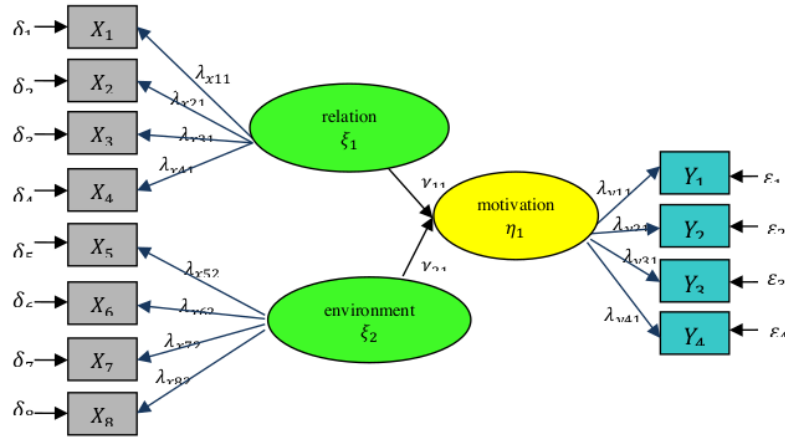 δ₁
X₁
λₓ₁₁
δ₂
X₂
λₓ₂₁
δ₃
X₃
λₓ₃₁
δ₄
X₄
λₓ₄₁
δ₅
X₅
λₓ₅₂
δ₆
X₆
λₓ₆₂
δ₇
X₇
λₓ₇₂
δ₈
X₈
λₓ₈₂
relation
ξ₁
environment
ξ₂
γ₁₁
γ₂₁
motivation
η₁
λy₁₁
λy₂₁
λy₃₁
λy₄₁
Y₁
ε₁
Y₂
ε₂
Y₃
ε₃
Y₄
ε₄